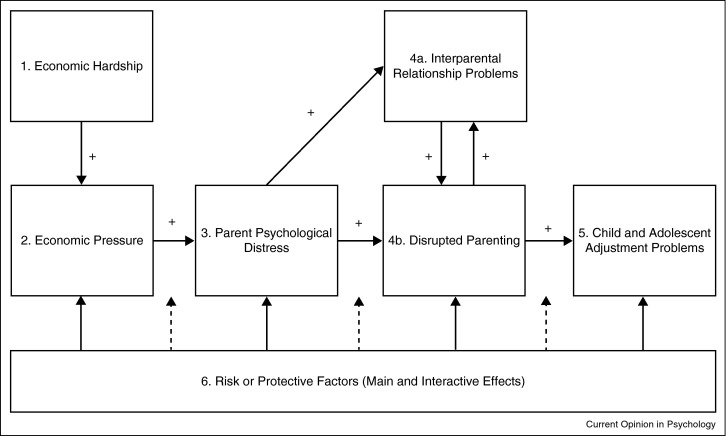 1. Economic Hardship
4a. Interparental
Relationship Problems
+
+
+
+
2. Economic Pressure
+
3. Parent Psychological
Distress
+
4b. Disrupted Parenting
+
5. Child and Adolescent
Adjustment Problems
6. Risk or Protective Factors (Main and Interactive Effects)
Current Opinion in Psychology